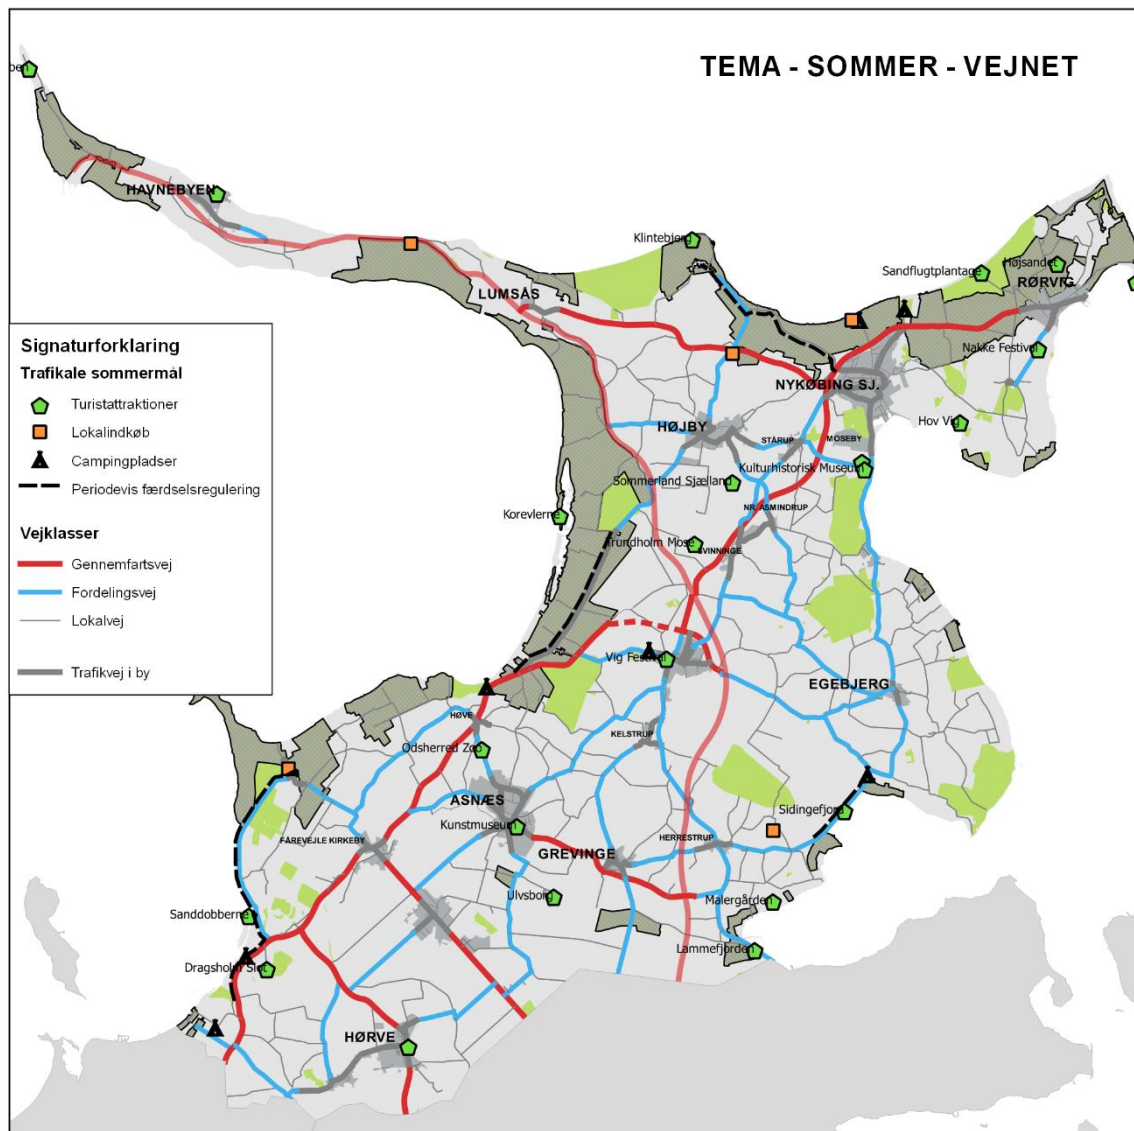 TEMA - SOMMER - VEJNET
ben
HAVNEBYEN
Klintebjerg
Sandflugtplantage
Højsandet
RØRVIG
LUMSÅS
Nakke Festival
NYKØBING SJ.
Signaturforklaring
Trafikale sommermål
Turistattraktioner
Lokalindkøb
Campingpladser
Periodevis færdselsregulering
Vejklasser
Gennemfartsvej
Fordelingsvej
Lokalvej
Trafikvej i by
HØJBY
STÅRUP
MOSEBY
Hov Vig
Kulturhistorisk Museum
Sommerland Sjælland
Korevlerne
NR. ASMINDRUP
Trundholm Mose
SVINNINGE
Vig Festival
EGEBJERG
HØVE
KELSTRUP
Odsherred Zoo
ASNÆS
Kunstmuseum
Sidingefjord
FÅREVEJLE KIRKEBY
GREVINGE
HERRESTRUP
Ulvsborg
Malergården
Sanddobberne
Lammefjorden
Dragsholm Slot
HØRVE